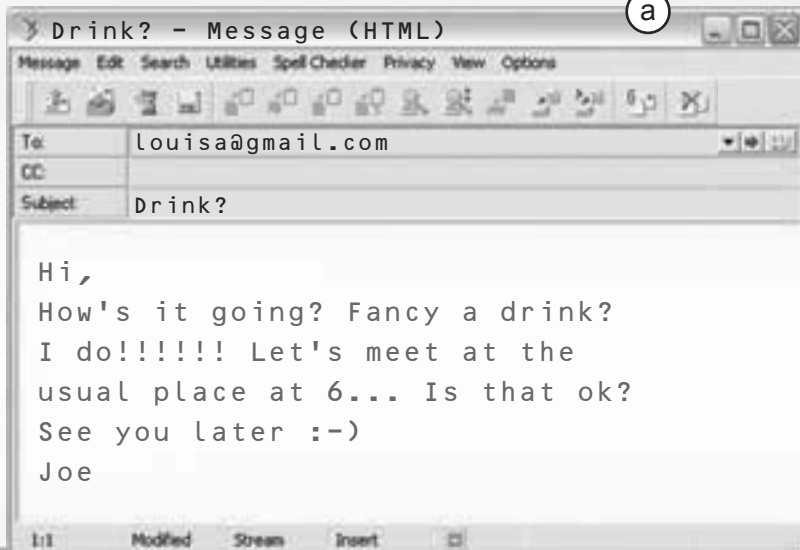 a
Drink? - Message (HTML)
Message Edit Search Utilities Spell Checker Privacy View Options
To: louisa@gmail.com
CC:
Subject: Drink?
Hi,
How's it going? Fancy a drink?
I do!!!!!! Let's meet at the
usual place at 6... Is that ok?
See you later :-)
Joe
1:1 Modified Stream Insert